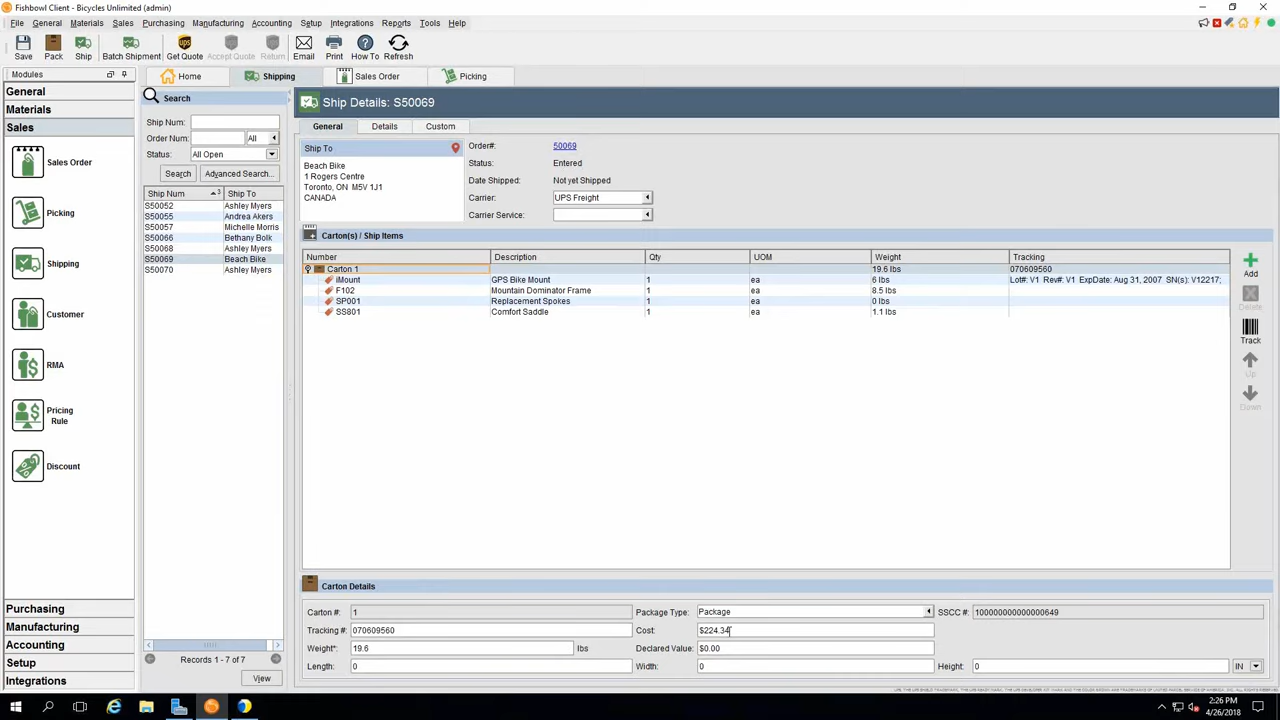 Fishbowl Client - Bicycles Unlimited (admin)
File General Materials Sales Purchasing Manufacturing Accounting Setup Integrations Reports Tools Help
Save Pack Ship Batch Shipment Get Quote Accept Quote Return Email Print How To Refresh
Modules
Home Shipping Sales Order Picking
General
Materials
Sales
Sales Order
Picking
Shipping
Customer
RMA
Pricing
Rule
Discount
Purchasing
Manufacturing
Accounting
Setup
Integrations
Search
Ship Num:
Order Num: All
Status: All Open
Search Advanced Search...
Ship Num 3 Ship To
S50052 Ashley Myers
S50055 Andrea Akers
S50057 Michelle Morris
S50066 Bethany Bolk
S50068 Ashley Myers
S50069 Beach Bike
S50070 Ashley Myers
Records 1 - 7 of 7
View
Ship Details: S50069
General Details Custom
Ship To
Beach Bike
1 Rogers Centre
Toronto, ON M5V 1J1
CANADA
Order#: 50069
Status: Entered
Date Shipped: Not yet Shipped
Carrier: UPS Freight
Carrier Service:
Carton(s) / Ship Items
Number Description Qty UOM Weight Tracking
Carton 1 19.6 lbs 070609560
iMount GPS Bike Mount 1 ea 6 lbs Lot#: V1 Rev#: V1 ExpDate: Aug 31, 2007 SN(s): V12217;
F102 Mountain Dominator Frame 1 ea 8.5 lbs
SP001 Replacement Spokes 1 ea 0 lbs
SS801 Comfort Saddle 1 ea 1.1 lbs
Add
Delete
Track
Up
Down
Carton Details
Carton #: 1 Package Type: Package SSCC #: 100000000000000649
Tracking #: 070609560 Cost: $224.34
Weight*: 19.6 lbs Declared Value: $0.00
Length: 0 Width: 0 Height: 0 IN
2:26 PM
4/26/2018